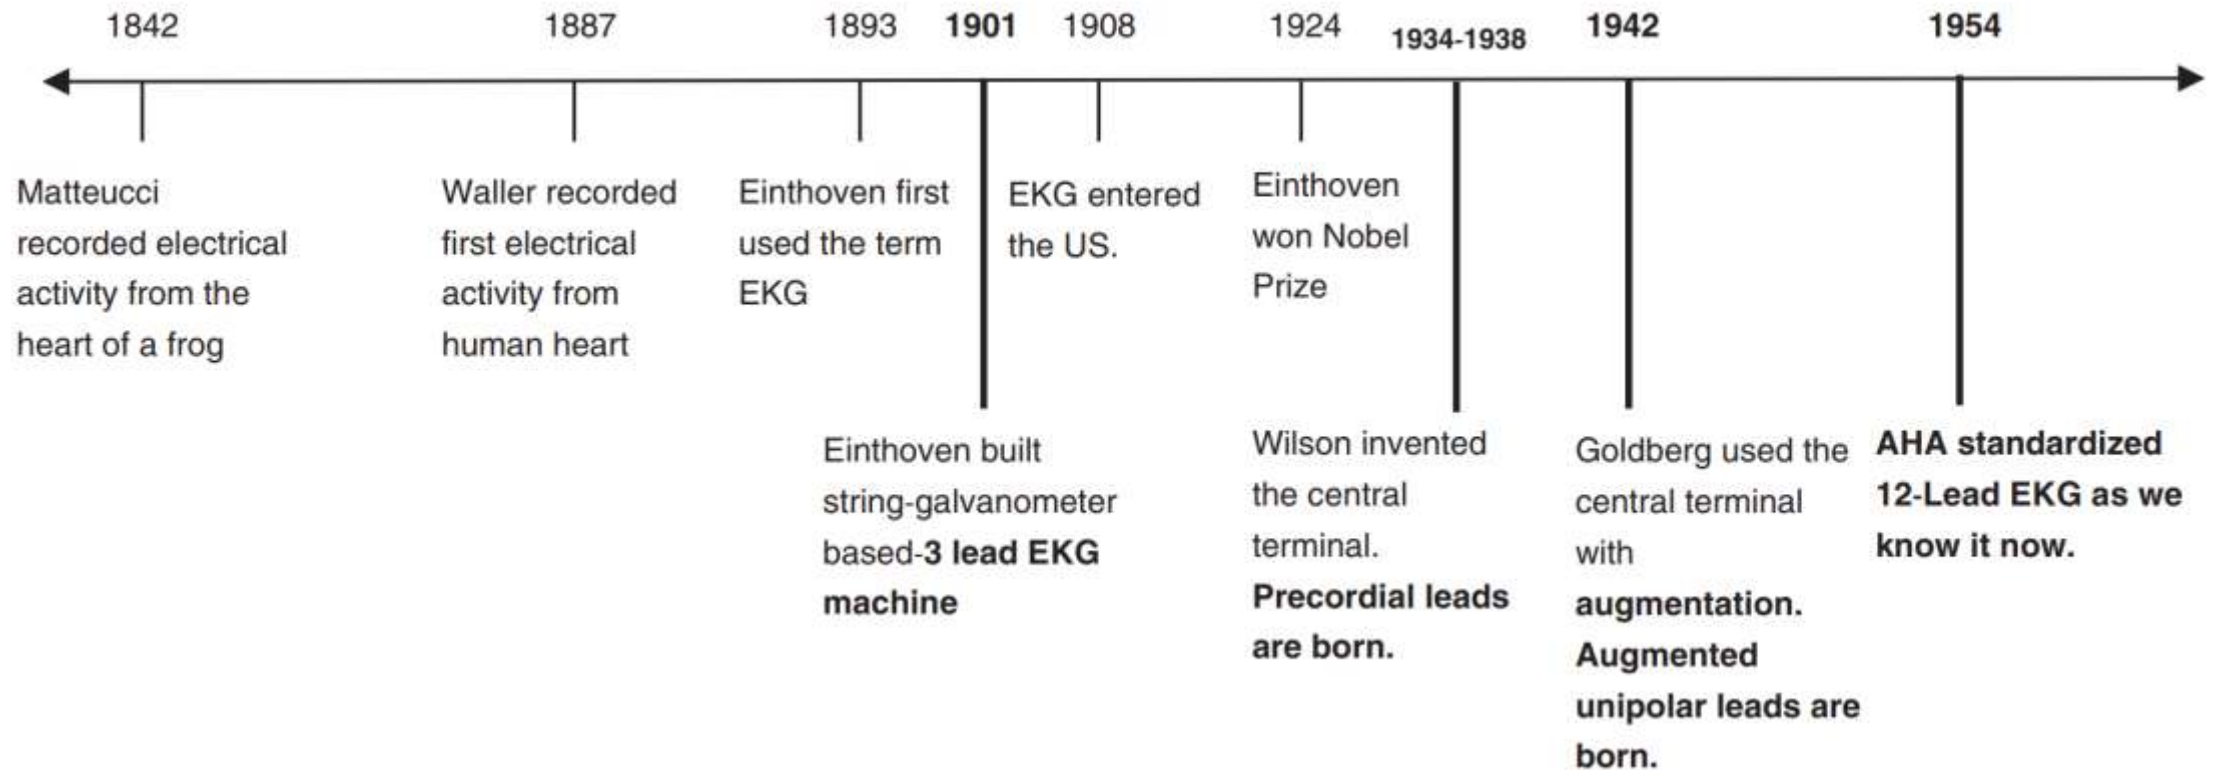 1842
1887
1893
1901
1908
1924
1934-1938
1942
1954
Matteucci
recorded electrical
activity from the
heart of a frog
Waller recorded
first electrical
activity from
human heart
Einthoven first
used the term
EKG
EKG entered
the US.
Einthoven
won Nobel
Prize
Einthoven built
string-galvanometer
based-3 lead EKG
machine
Wilson invented
the central
terminal.
Precordial leads
are born.
Goldberg used the
central terminal
with
augmentation.
Augmented
unipolar leads are
born.
AHA standardized
12-Lead EKG as we
know it now.